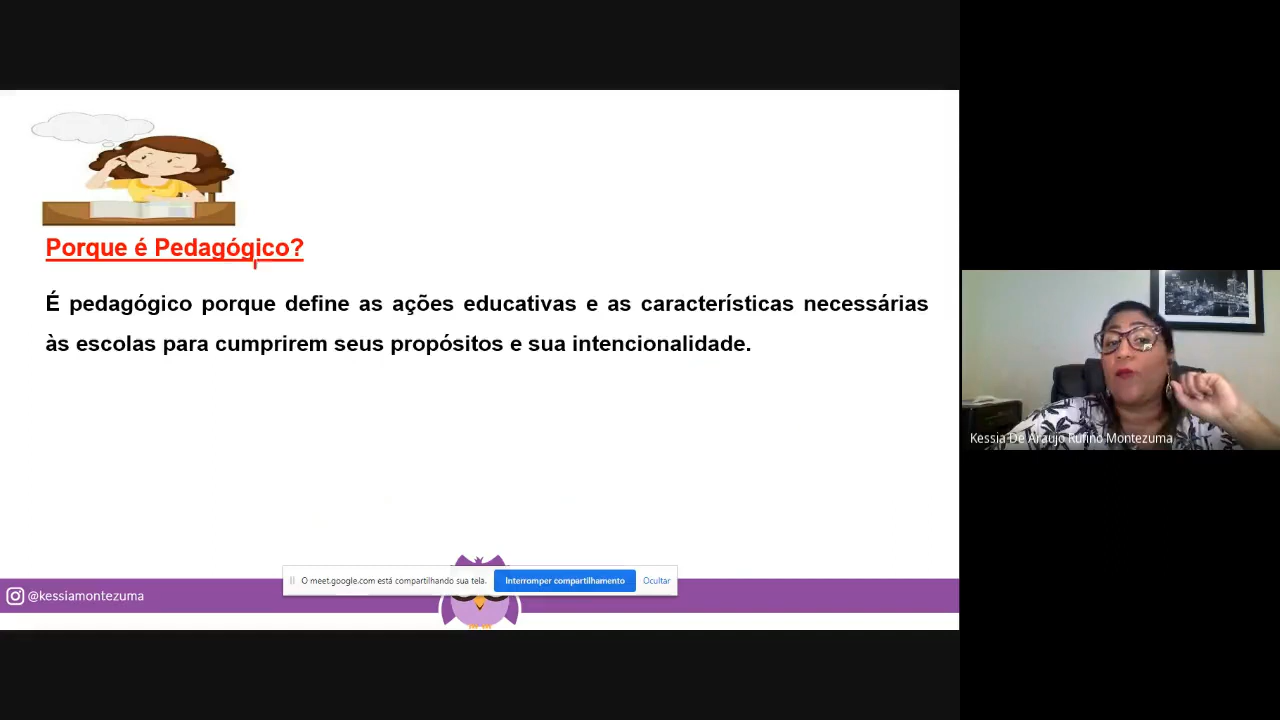 Porque é Pedagógico?
É pedagógico porque define as ações educativas e as características necessárias
às escolas para cumprirem seus propósitos e sua intencionalidade.
Kessia De Araujo Rufino Montezuma
O meet.google.com está compartilhando sua tela. Interromper compartilhamento Ocultar
@kessiamontezuma